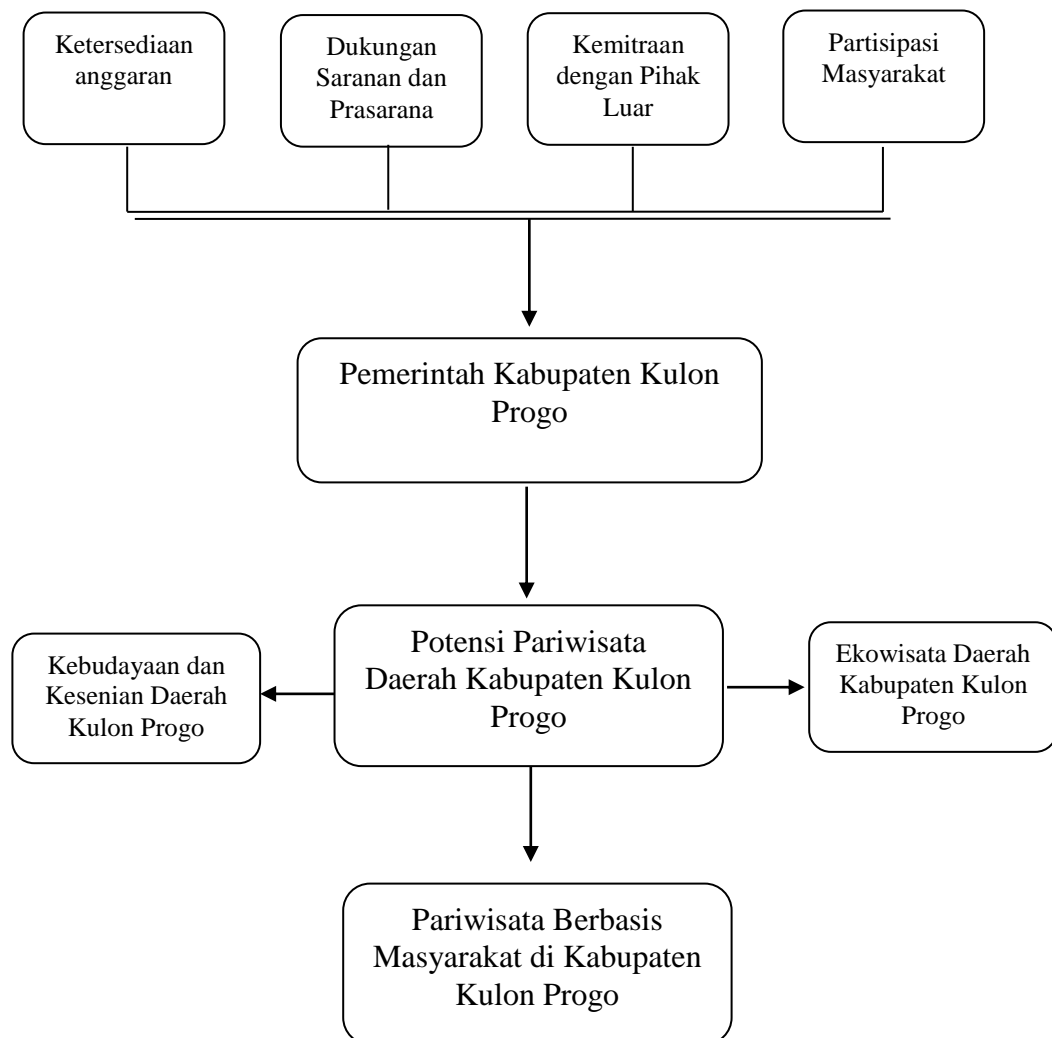 Ketersediaan
anggaran
Dukungan
Saranan dan
Prasarana
Kemitraan
dengan Pihak
Luar
Partisipasi
Masyarakat
Pemerintah Kabupaten Kulon
Progo
Potensi Pariwisata
Daerah Kabupaten Kulon
Progo
Kebudayaan dan
Kesenian Daerah
Kulon Progo
Ekowisata Daerah
Kabupaten Kulon
Progo
Pariwisata Berbasis
Masyarakat di Kabupaten
Kulon Progo